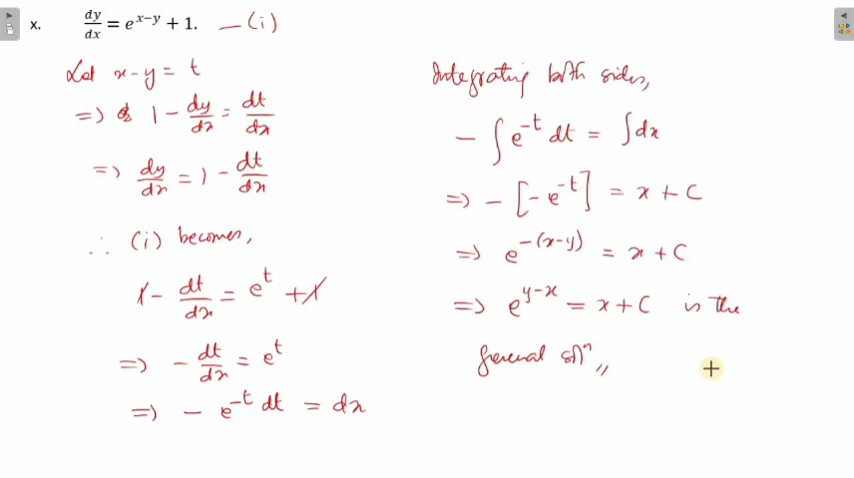 x. dy/dx = e^(x−y) + 1. — (i)
Let x − y = t
=> 1 − dy/dx = dt/dx
=> dy/dx = 1 − dt/dx
∴ (i) becomes,
1 − dt/dx = e^t + 1
=> − dt/dx = e^t
=> − e^(−t) dt = dx
Integrating both sides,
− ∫ e^(−t) dt = ∫ dx
=> − [− e^(−t)] = x + C
=> e^(−(x−y)) = x + C
=> e^(y−x) = x + C is the
general solⁿ,,